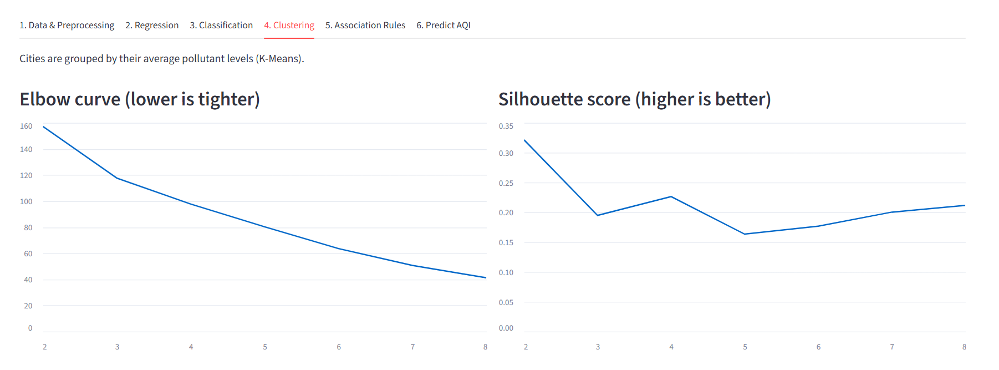 1. Data & Preprocessing 2. Regression 3. Classification 4. Clustering 5. Association Rules 6. Predict AQI
Cities are grouped by their average pollutant levels (K-Means).
Elbow curve (lower is tighter)
160
140
120
100
80
60
40
20
0
2 3 4 5 6 7 8
Silhouette score (higher is better)
0.35
0.30
0.25
0.20
0.15
0.10
0.05
0.00
2 3 4 5 6 7 8